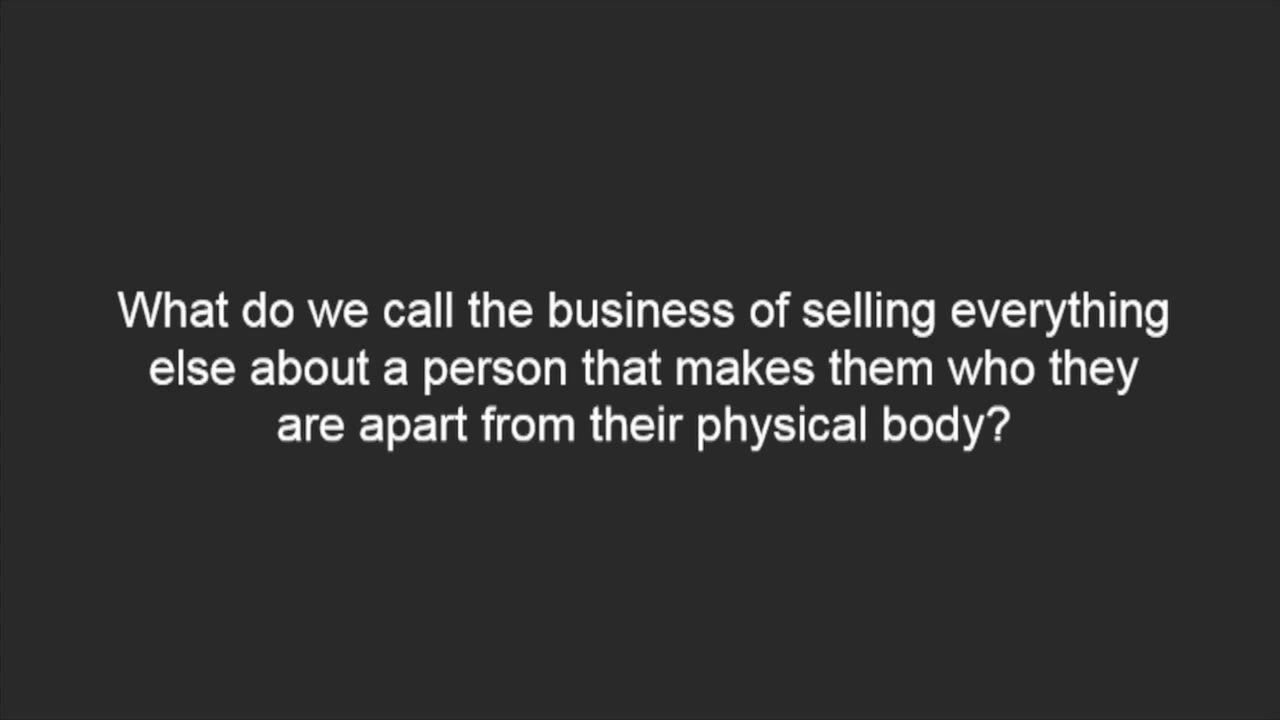 What do we call the business of selling everything
else about a person that makes them who they
are apart from their physical body?